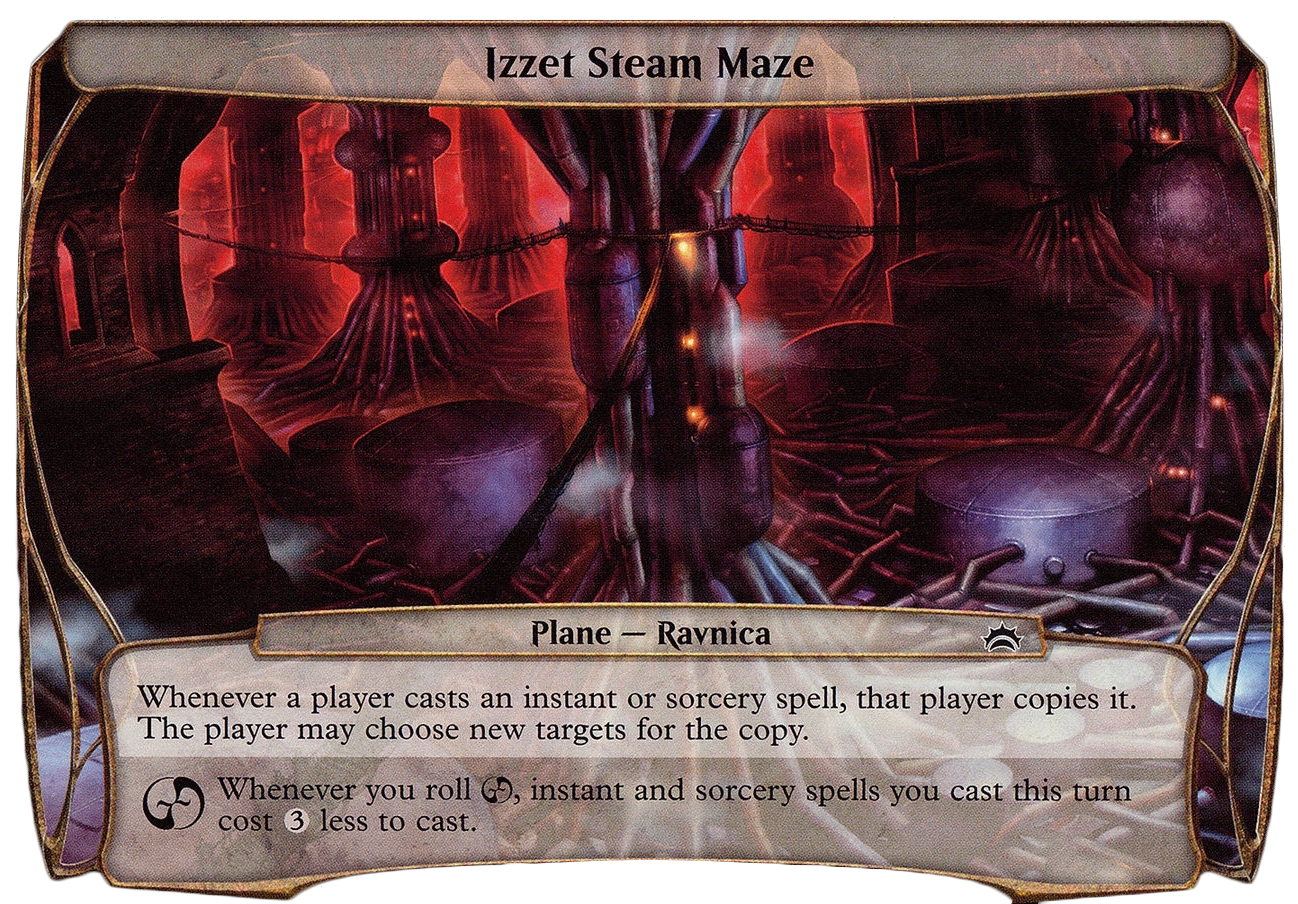 Izzet Steam Maze
Plane — Ravnica
Whenever a player casts an instant or sorcery spell, that player copies it.
The player may choose new targets for the copy.
Whenever you roll , instant and sorcery spells you cast this turn
cost 3 less to cast.